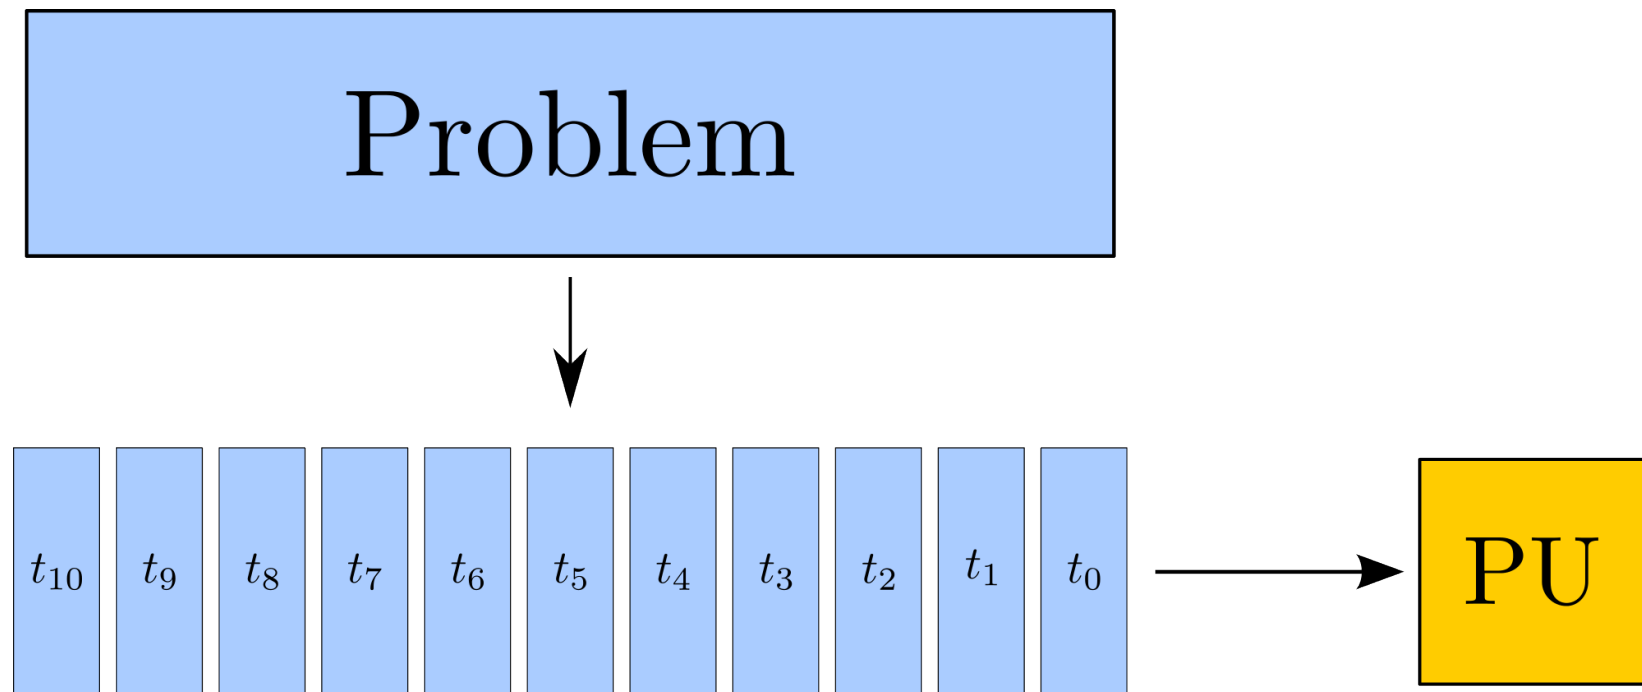 Problem
t₁₀ t₉ t₈ t₇ t₆ t₅ t₄ t₃ t₂ t₁ t₀ PU